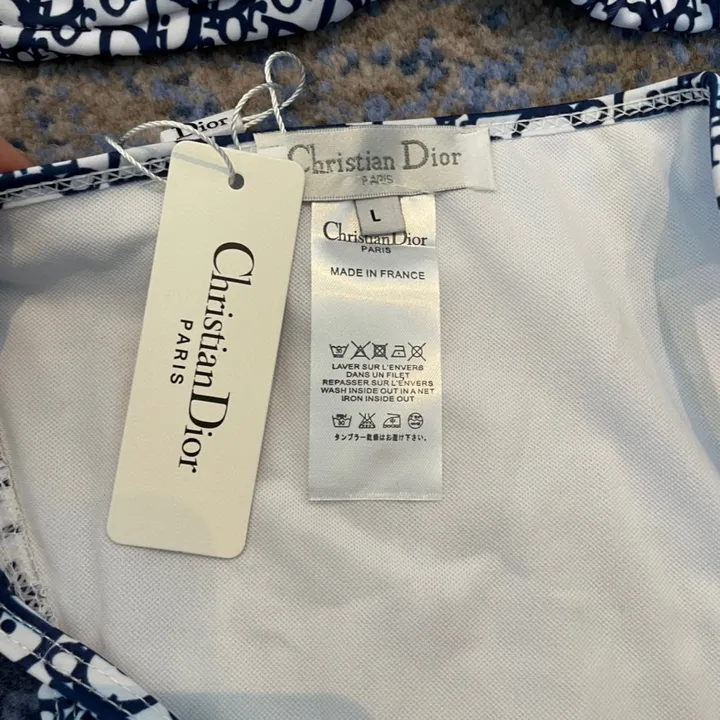 Dior
Christian Dior
PARIS
L
Christian Dior
PARIS
MADE IN FRANCE
LAVER SUR L'ENVERS
DANS UN FILET
REPASSER SUR L'ENVERS
WASH INSIDE OUT IN A NET
IRON INSIDE OUT
タンブラー乾燥はお避け下さい。
Christian Dior
PARIS